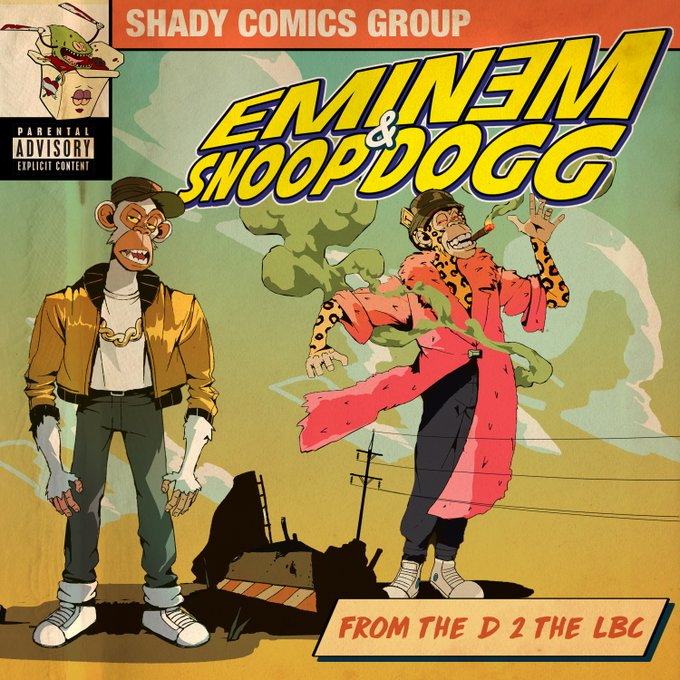 SHADY COMICS GROUP
EMINƎM
&
SNOOP DOGG
PARENTAL
ADVISORY
EXPLICIT CONTENT
FROM THE D 2 THE LBC